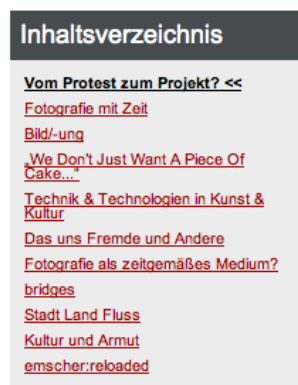 Inhaltsverzeichnis
Vom Protest zum Projekt? <<
Fotografie mit Zeit
Bild/-ung
„We Don't Just Want A Piece Of
Cake..."
Technik & Technologien in Kunst &
Kultur
Das uns Fremde und Andere
Fotografie als zeitgemäßes Medium?
bridges
Stadt Land Fluss
Kultur und Armut
emscher:reloaded